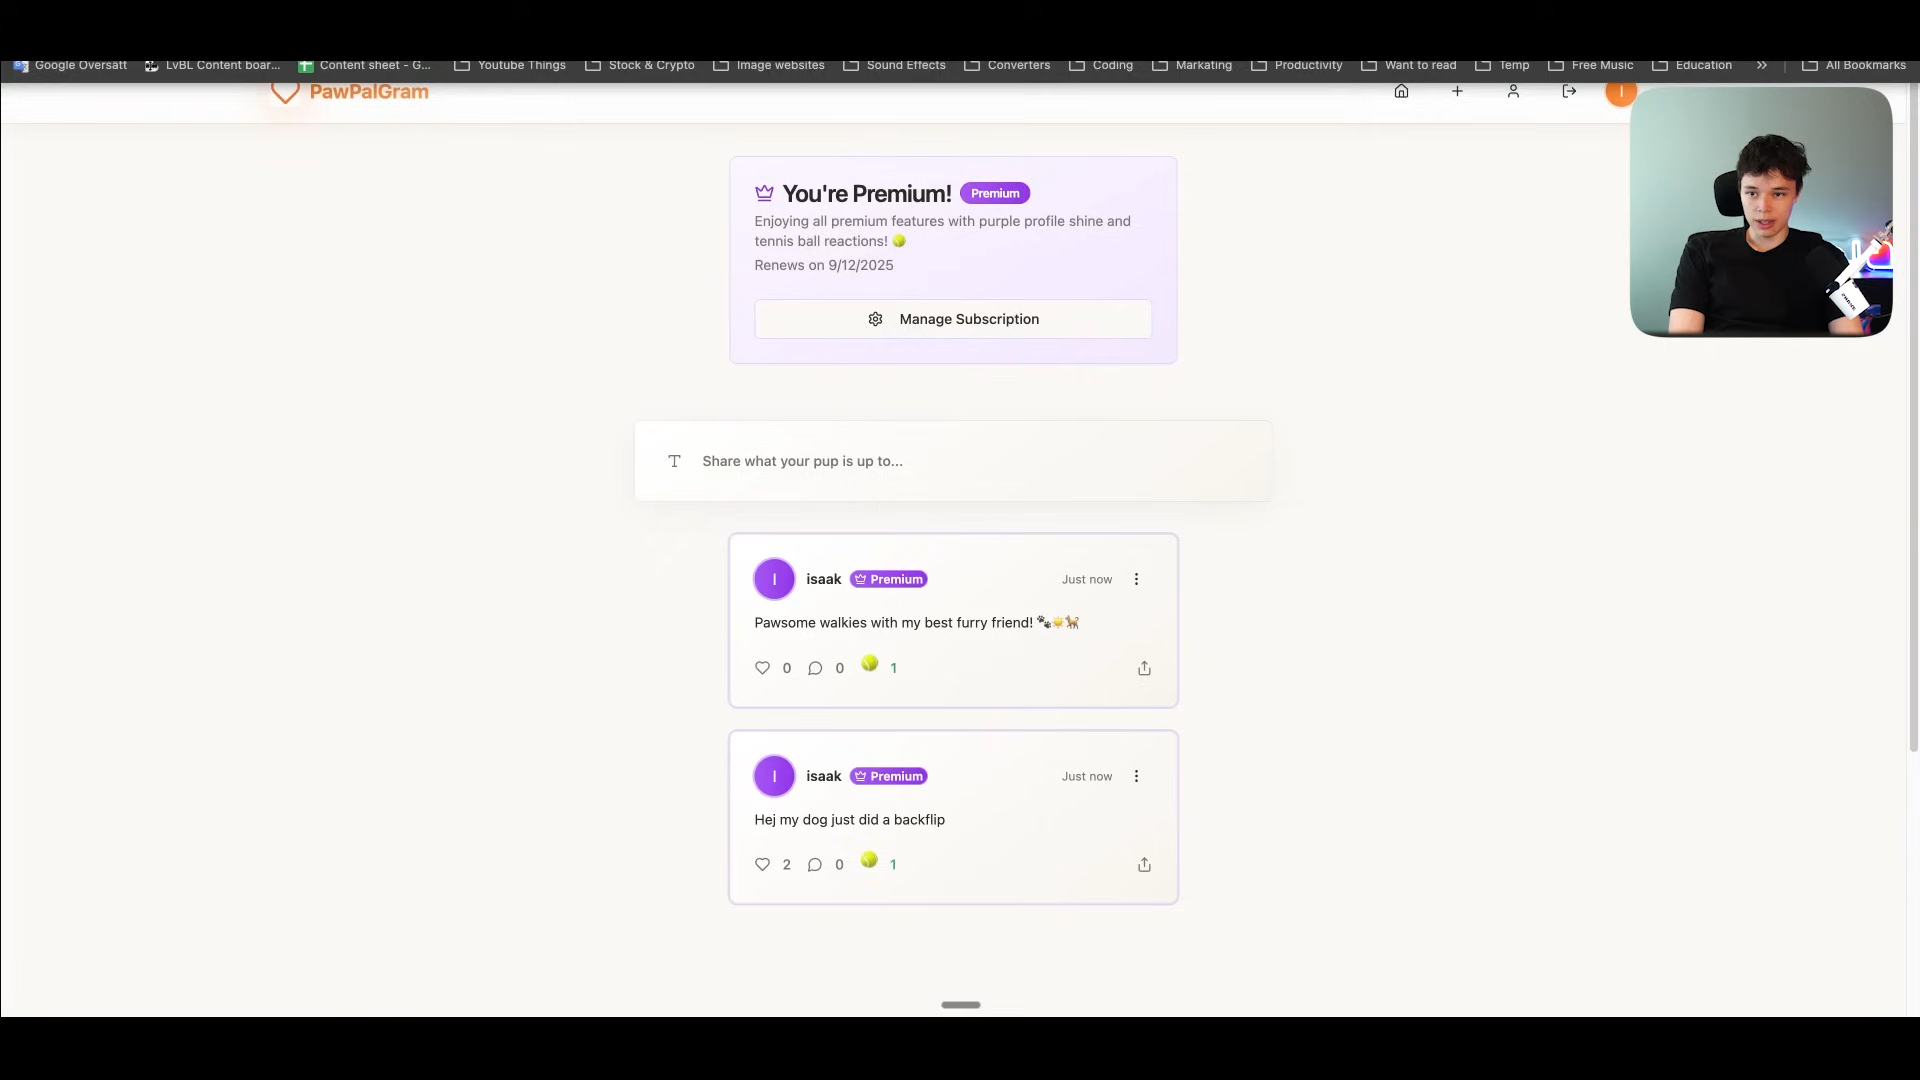 Google Oversatt
LvBL Content boar...
Content sheet - G...
Youtube Things
Stock & Crypto
Image websites
Sound Effects
Converters
Coding
Markating
Productivity
Want to read
Temp
Free Music
Education
All Bookmarks
PawPalGram
I
You're Premium! Premium
Enjoying all premium features with purple profile shine and
tennis ball reactions!
Renews on 9/12/2025
Manage Subscription
Share what your pup is up to...
I isaak Premium Just now
Pawsome walkies with my best furry friend! 🐾☀️🐕
0 0 1
I isaak Premium Just now
Hej my dog just did a backflip
2 0 1